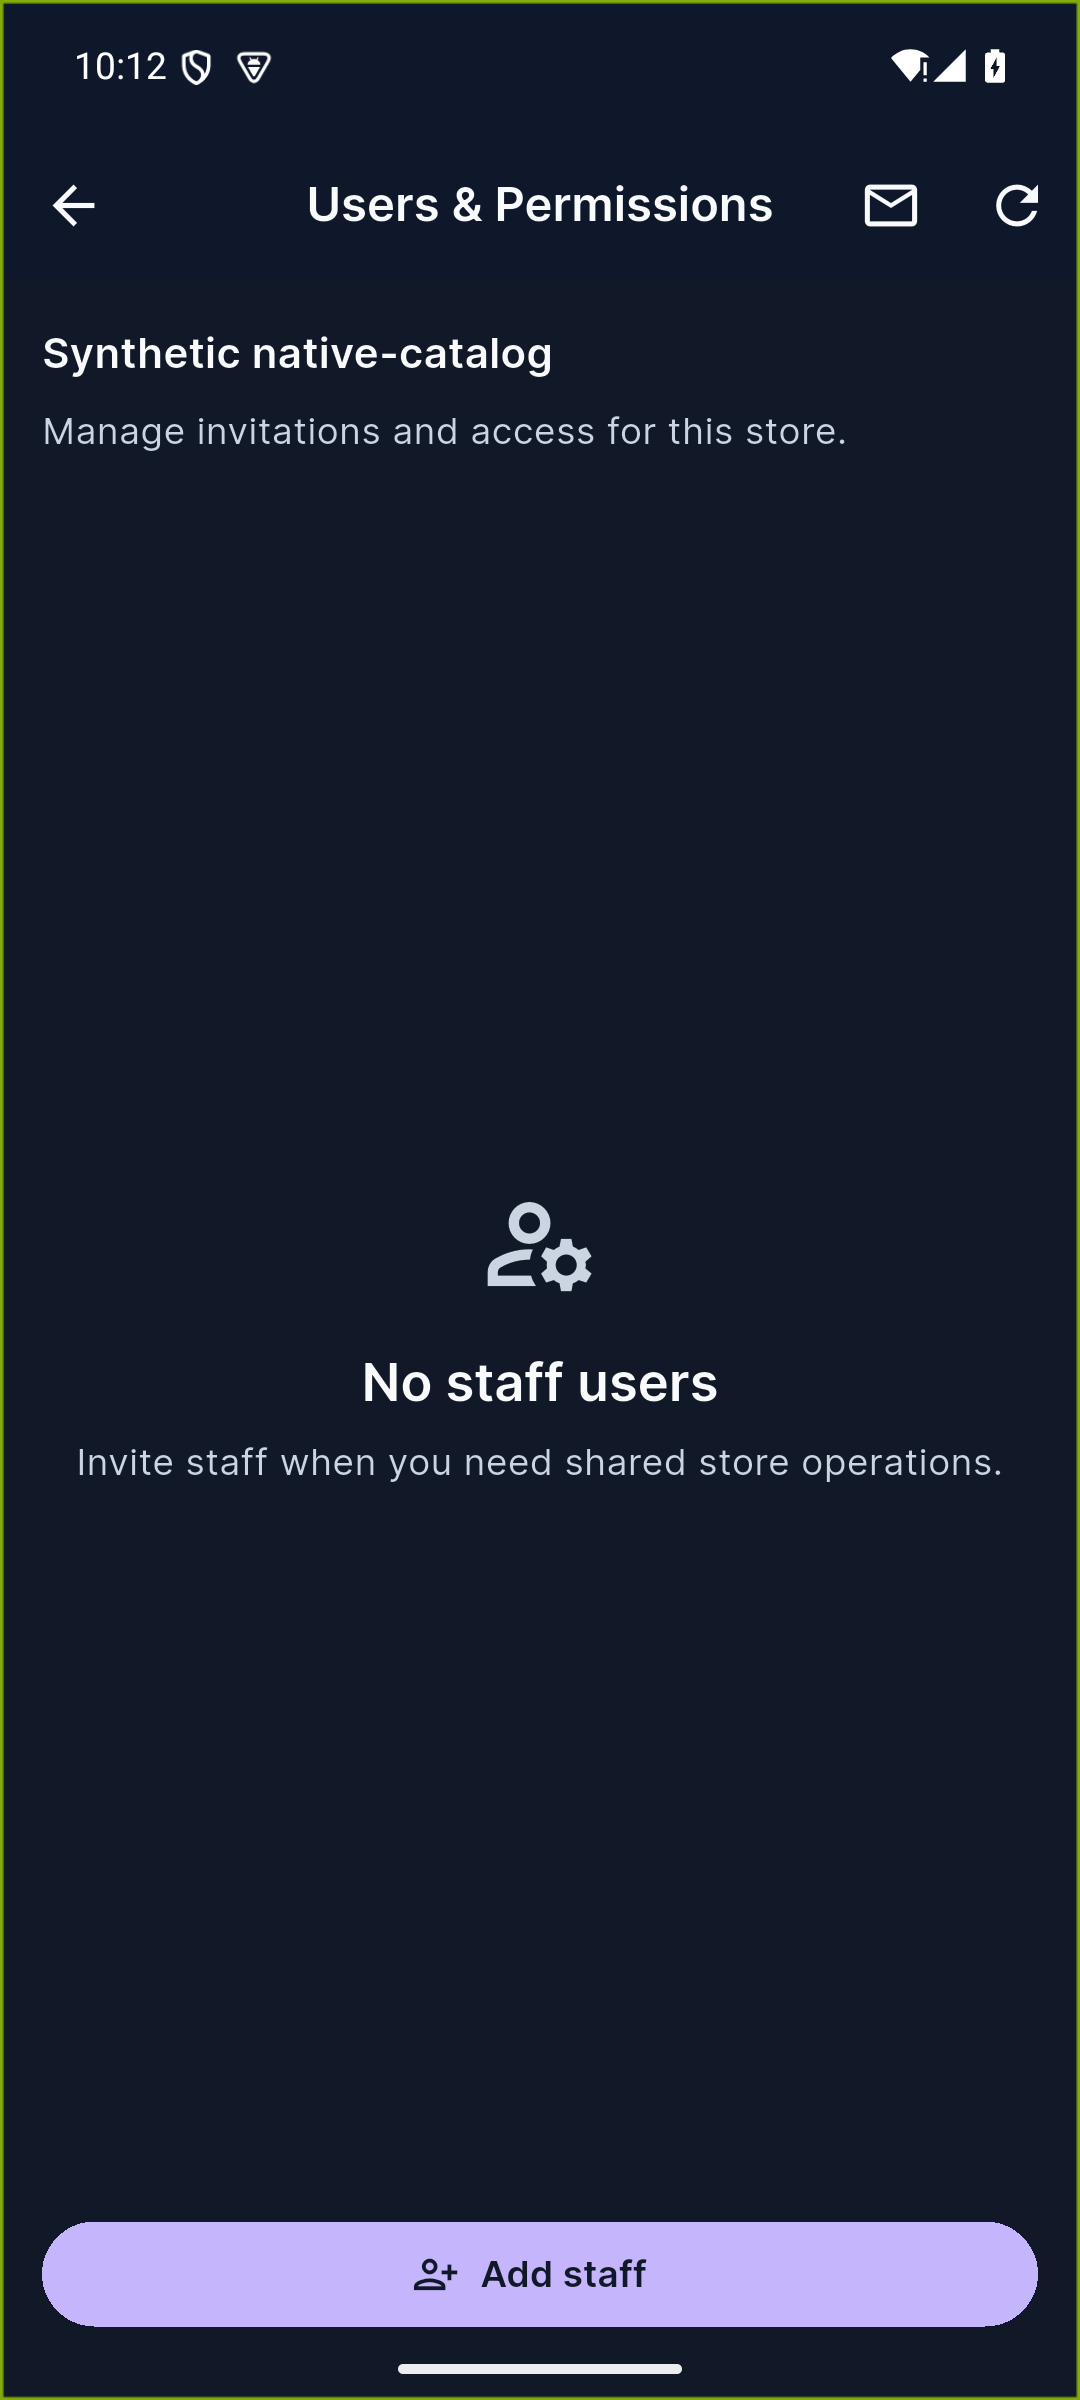 10:12
Users & Permissions
Synthetic native-catalog
Manage invitations and access for this store.
No staff users
Invite staff when you need shared store operations.
Add staff